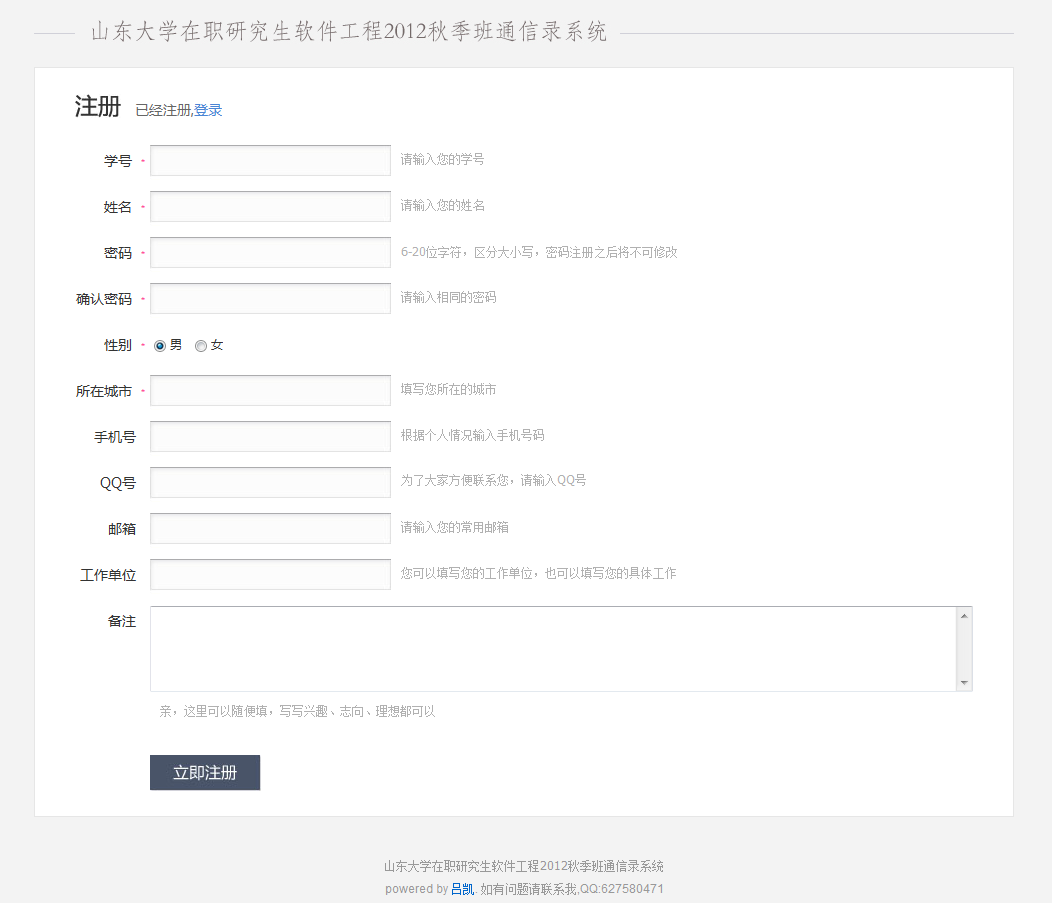 山东大学在职研究生软件工程2012秋季班通信录系统
注册 已经注册,登录
学号 * 请输入您的学号
姓名 * 请输入您的姓名
密码 * 6-20位字符，区分大小写，密码注册之后将不可修改
确认密码 * 请输入相同的密码
性别 * 男 女
所在城市 * 填写您所在的城市
手机号 根据个人情况输入手机号码
QQ号 为了大家方便联系您，请输入QQ号
邮箱 请输入您的常用邮箱
工作单位 您可以填写您的工作单位，也可以填写您的具体工作
备注
亲，这里可以随便填，写写兴趣、志向、理想都可以
立即注册
山东大学在职研究生软件工程2012秋季班通信录系统
powered by 吕凯. 如有问题请联系我,QQ:627580471